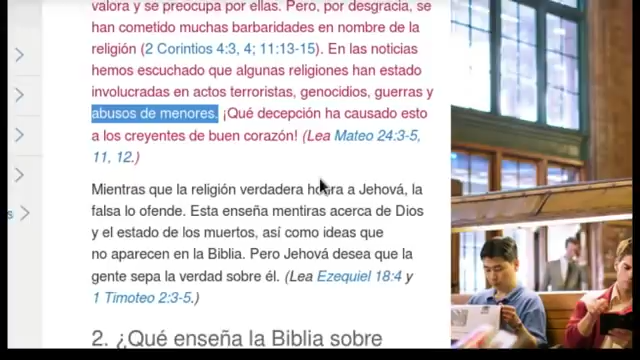 valora y se preocupa por ellas. Pero, por desgracia, se
han cometido muchas barbaridades en nombre de la
religión (2 Corintios 4:3, 4; 11:13-15). En las noticias
hemos escuchado que algunas religiones han estado
involucradas en actos terroristas, genocidios, guerras y
abusos de menores. ¡Qué decepción ha causado esto
a los creyentes de buen corazón! (Lea Mateo 24:3-5,
11, 12.)
Mientras que la religión verdadera honra a Jehová, la
falsa lo ofende. Esta enseña mentiras acerca de Dios
y el estado de los muertos, así como ideas que
no aparecen en la Biblia. Pero Jehová desea que la
gente sepa la verdad sobre él. (Lea Ezequiel 18:4 y
1 Timoteo 2:3-5.)
2. ¿Qué enseña la Biblia sobre